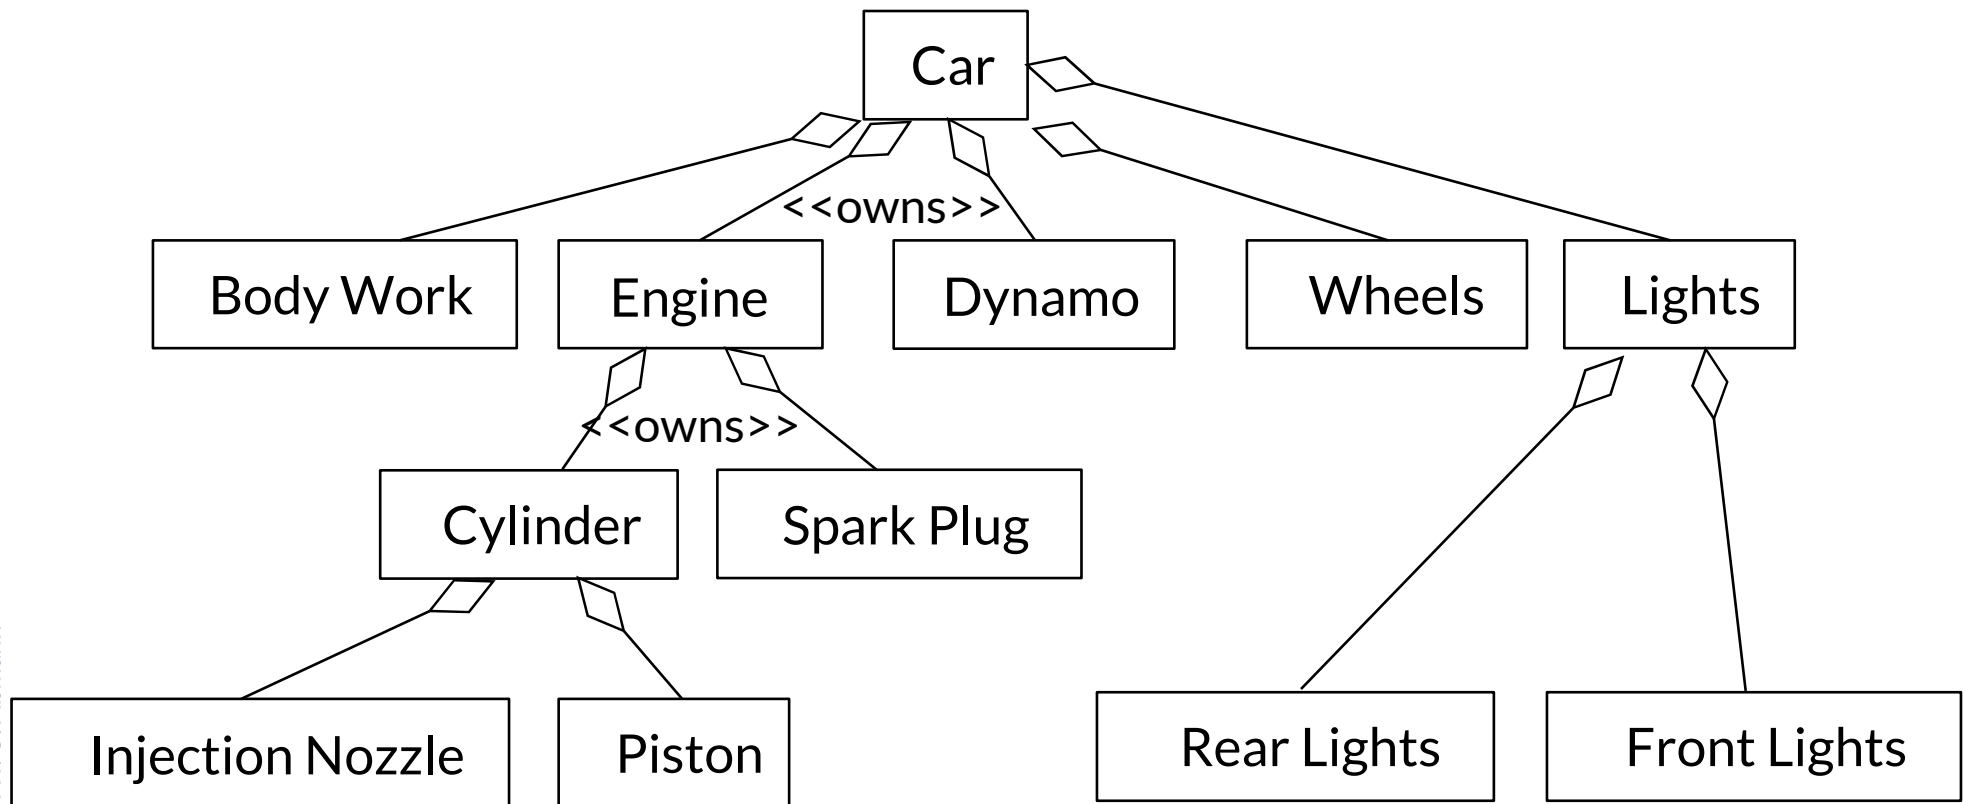 Car
<<owns>>
Body Work
Engine
Dynamo
Wheels
Lights
<<owns>>
Cylinder
Spark Plug
Injection Nozzle
Piston
Rear Lights
Front Lights